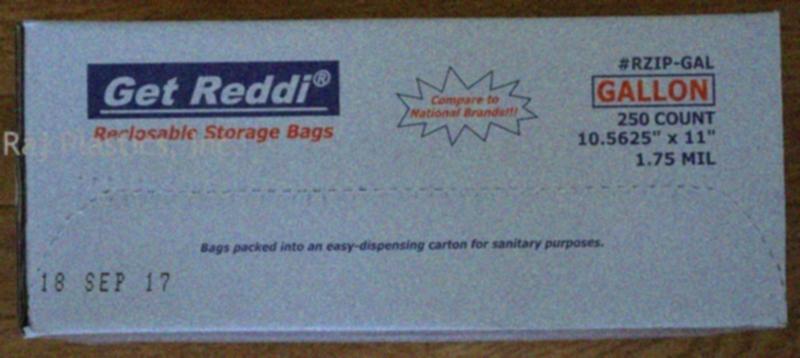 Get Reddi®
Reclosable Storage Bags
Compare to
National Brands!!!
#RZIP-GAL
GALLON
250 COUNT
10.5625" x 11"
1.75 MIL
Raj Plastics, Inc.
Bags packed into an easy-dispensing carton for sanitary purposes.
18 SEP 17